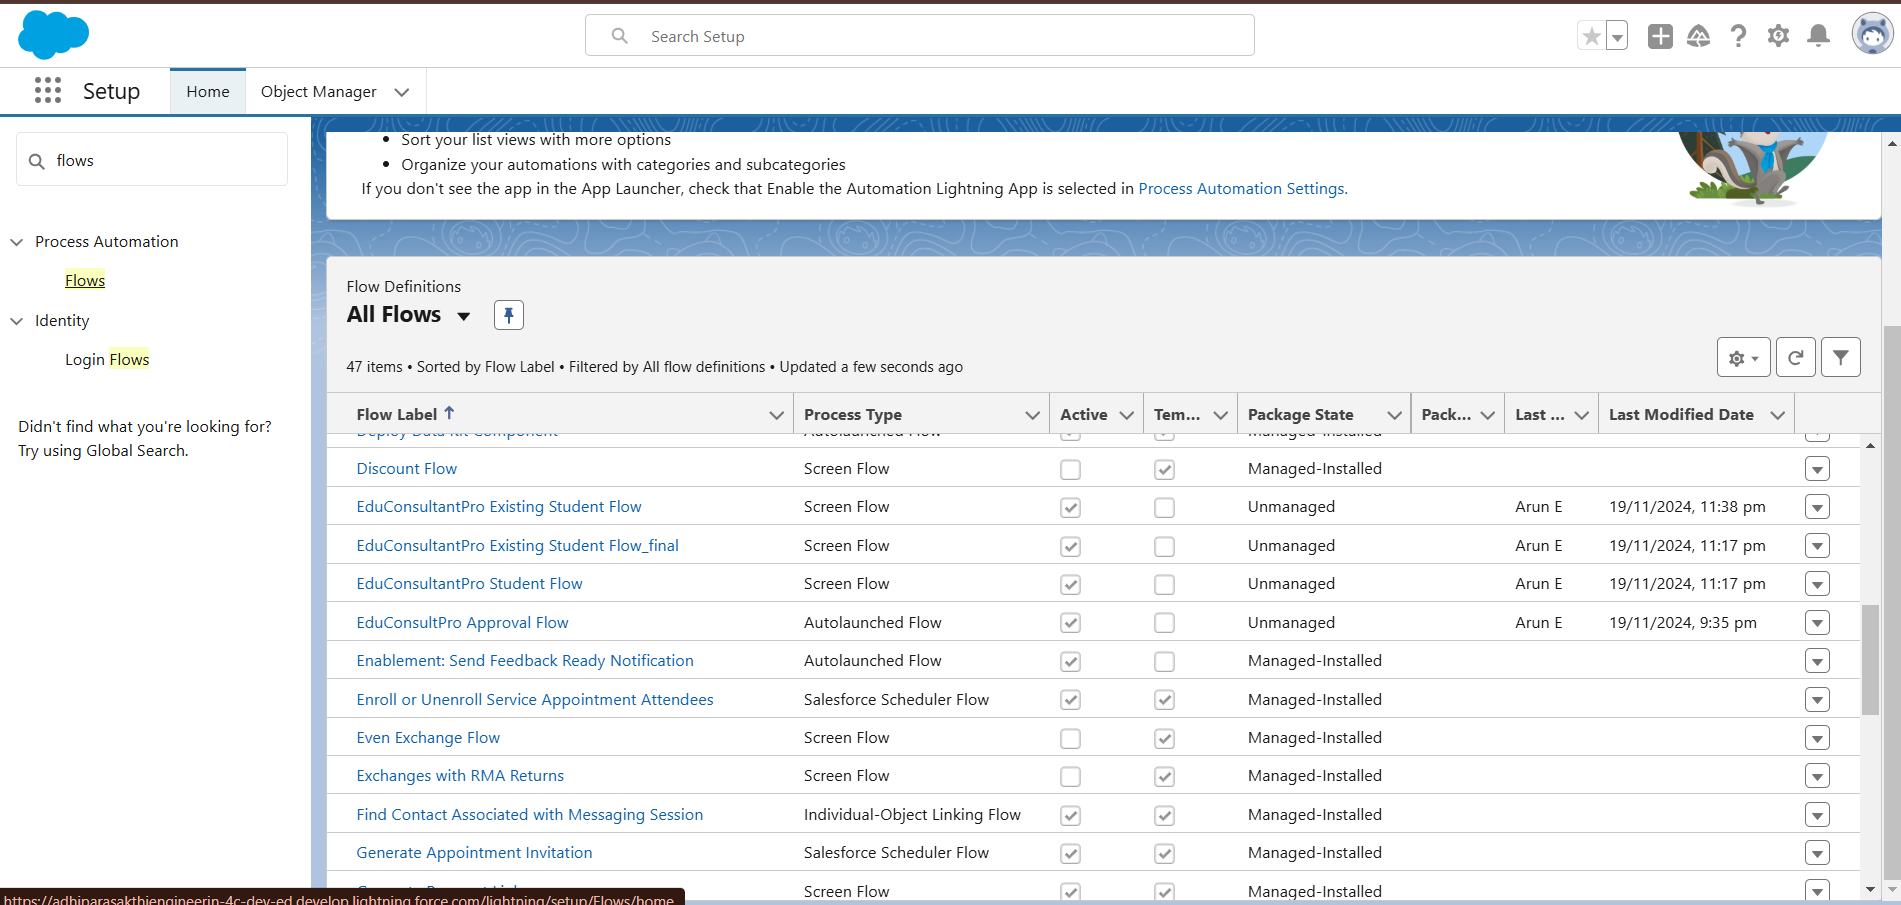 Search Setup
Setup
Home
Object Manager
flows
Process Automation
Flows
Identity
Login Flows
Didn't find what you're looking for?
Try using Global Search.
• Sort your list views with more options
• Organize your automations with categories and subcategories
If you don't see the app in the App Launcher, check that Enable the Automation Lightning App is selected in Process Automation Settings.
Flow Definitions
All Flows
47 items • Sorted by Flow Label • Filtered by All flow definitions • Updated a few seconds ago
Flow Label Process Type Active Tem... Package State Pack... Last ... Last Modified Date
Deploy Data Kit Component Autolaunched Flow Managed-Installed
Discount Flow Screen Flow Managed-Installed
EduConsultantPro Existing Student Flow Screen Flow Unmanaged Arun E 19/11/2024, 11:38 pm
EduConsultantPro Existing Student Flow_final Screen Flow Unmanaged Arun E 19/11/2024, 11:17 pm
EduConsultantPro Student Flow Screen Flow Unmanaged Arun E 19/11/2024, 11:17 pm
EduConsultPro Approval Flow Autolaunched Flow Unmanaged Arun E 19/11/2024, 9:35 pm
Enablement: Send Feedback Ready Notification Autolaunched Flow Managed-Installed
Enroll or Unenroll Service Appointment Attendees Salesforce Scheduler Flow Managed-Installed
Even Exchange Flow Screen Flow Managed-Installed
Exchanges with RMA Returns Screen Flow Managed-Installed
Find Contact Associated with Messaging Session Individual-Object Linking Flow Managed-Installed
Generate Appointment Invitation Salesforce Scheduler Flow Managed-Installed
Screen Flow Managed-Installed
https://adhiparasakthiengineerin-4c-dev-ed.develop.lightning.force.com/lightning/setup/Flows/home